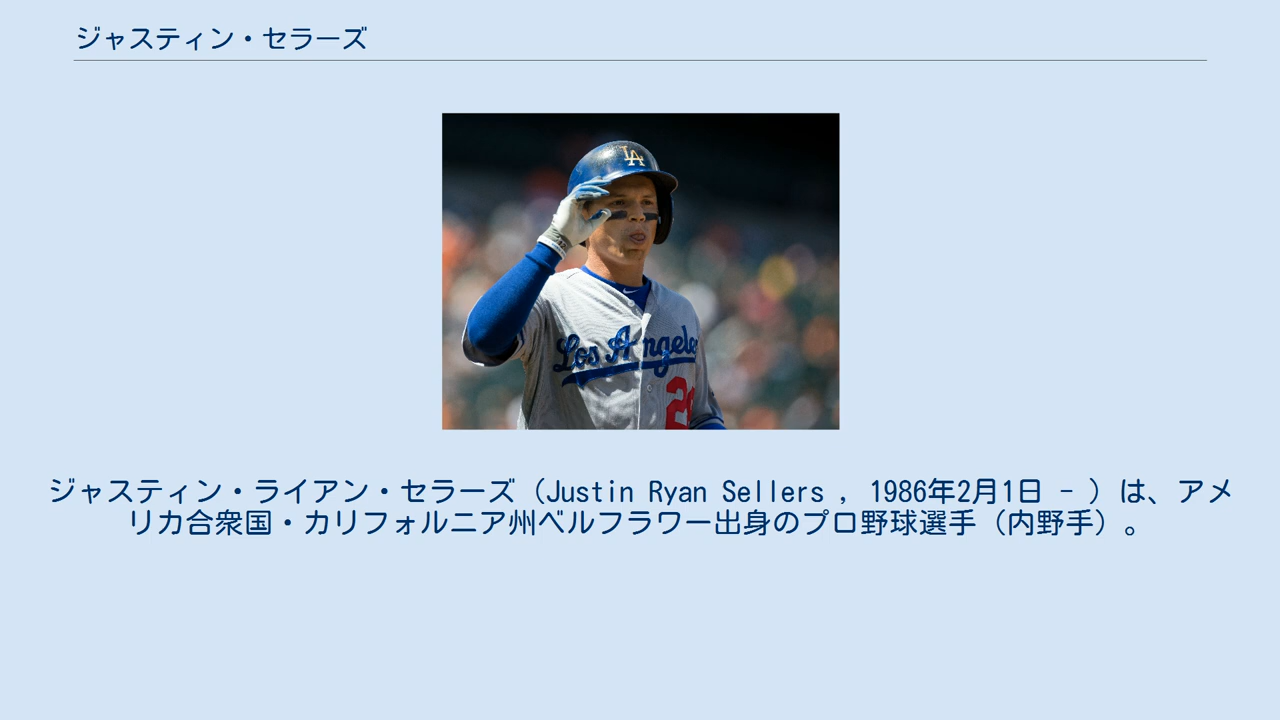 ジャスティン・セラーズ
LA
Los Angeles
ジャスティン・ライアン・セラーズ（Justin Ryan Sellers , 1986年2月1日 - ）は、アメ
リカ合衆国・カリフォルニア州ベルフラワー出身のプロ野球選手（内野手）。